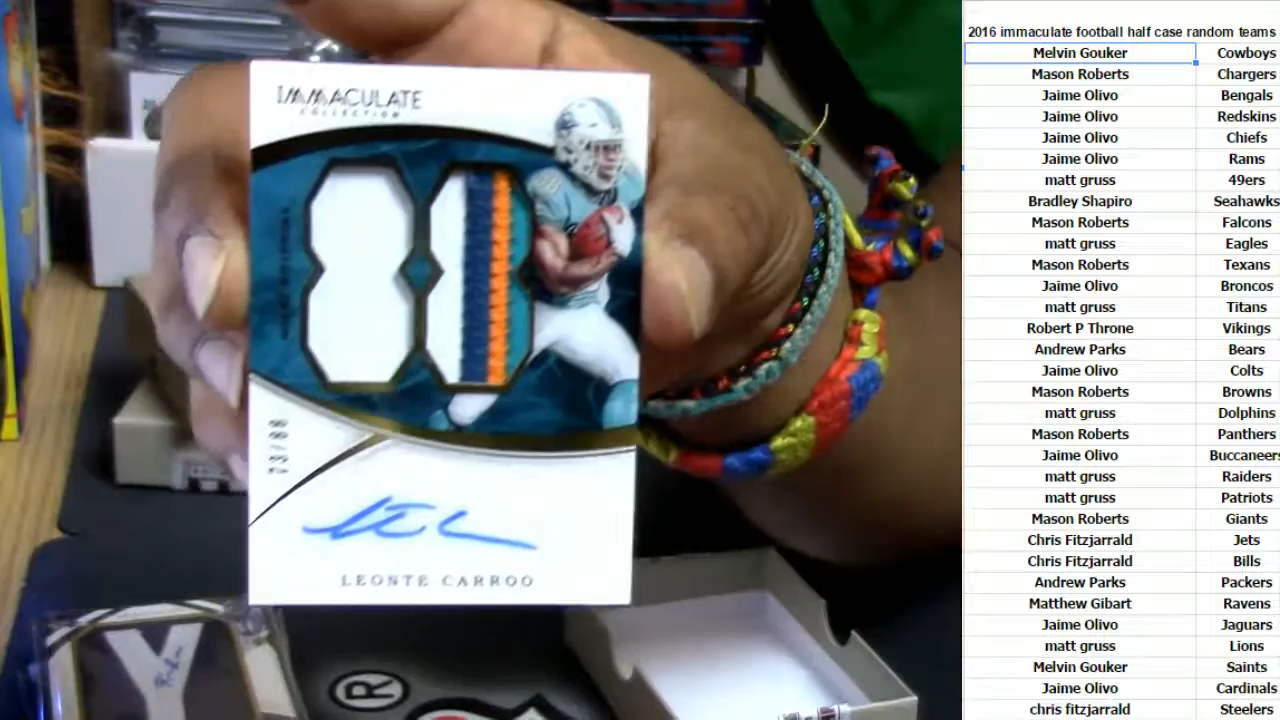 IMMACULATE
COLLECTION
73/88
LEONTE CARROO
Y
®
2016 immaculate football half case random teams
Melvin Gouker Cowboys
Mason Roberts Chargers
Jaime Olivo Bengals
Jaime Olivo Redskins
Jaime Olivo Chiefs
Jaime Olivo Rams
matt gruss 49ers
Bradley Shapiro Seahawks
Mason Roberts Falcons
matt gruss Eagles
Mason Roberts Texans
Jaime Olivo Broncos
matt gruss Titans
Robert P Throne Vikings
Andrew Parks Bears
Jaime Olivo Colts
Mason Roberts Browns
matt gruss Dolphins
Mason Roberts Panthers
Jaime Olivo Buccaneers
matt gruss Raiders
matt gruss Patriots
Mason Roberts Giants
Chris Fitzjarrald Jets
Chris Fitzjarrald Bills
Andrew Parks Packers
Matthew Gibart Ravens
Jaime Olivo Jaguars
matt gruss Lions
Melvin Gouker Saints
Jaime Olivo Cardinals
chris fitzjarrald Steelers